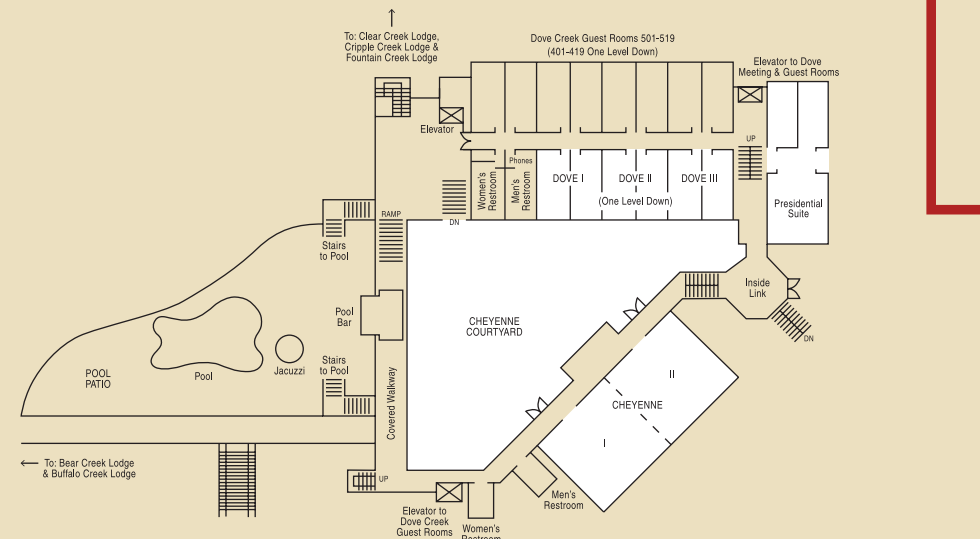 To: Clear Creek Lodge,
Cripple Creek Lodge &
Fountain Creek Lodge
Dove Creek Guest Rooms 501-519
(401-419 One Level Down)
Elevator to Dove
Meeting & Guest Rooms
Elevator
UP
Phones
Women's
Restroom
Men's
Restroom
DOVE I
DOVE II
DOVE III
(One Level Down)
Presidential
Suite
RAMP
DN
Stairs
to Pool
Inside
Link
Pool
Bar
CHEYENNE
COURTYARD
DN
Stairs
to Pool
Jacuzzi
Pool
POOL
PATIO
Covered Walkway
II
CHEYENNE
I
To: Bear Creek Lodge
& Buffalo Creek Lodge
UP
Men's
Restroom
Elevator to
Dove Creek
Guest Rooms
Women's
Restroom